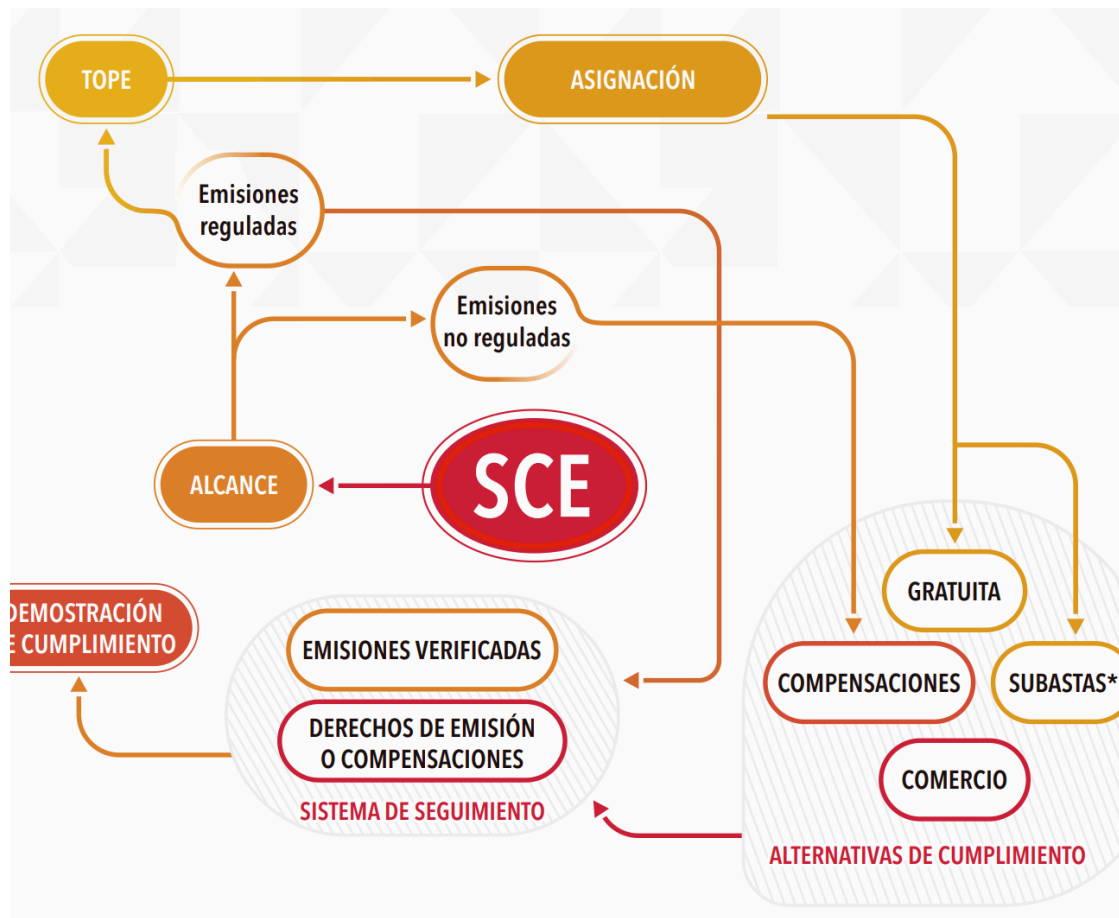 TOPE
ASIGNACIÓN
Emisiones
reguladas
Emisiones
no reguladas
SCE
ALCANCE
DEMOSTRACIÓN
E CUMPLIMIENTO
EMISIONES VERIFICADAS
DERECHOS DE EMISIÓN
O COMPENSACIONES
SISTEMA DE SEGUIMIENTO
GRATUITA
COMPENSACIONES
SUBASTAS*
COMERCIO
ALTERNATIVAS DE CUMPLIMIENTO